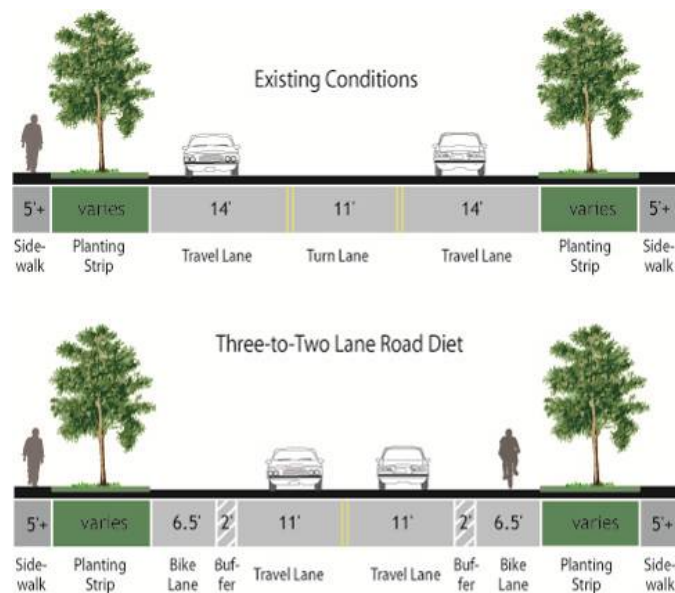 Existing Conditions
5'+ varies 14' 11' 14' varies 5'+
Side- Planting Travel Lane Turn Lane Travel Lane Planting Side-
walk Strip Strip walk
Three-to-Two Lane Road Diet
5'+ varies 6.5' 2' 11' 11' 2' 6.5' varies 5'+
Side- Planting Bike Buf- Travel Lane Travel Lane Buf- Bike Planting Side-
walk Strip Lane fer fer Lane Strip walk